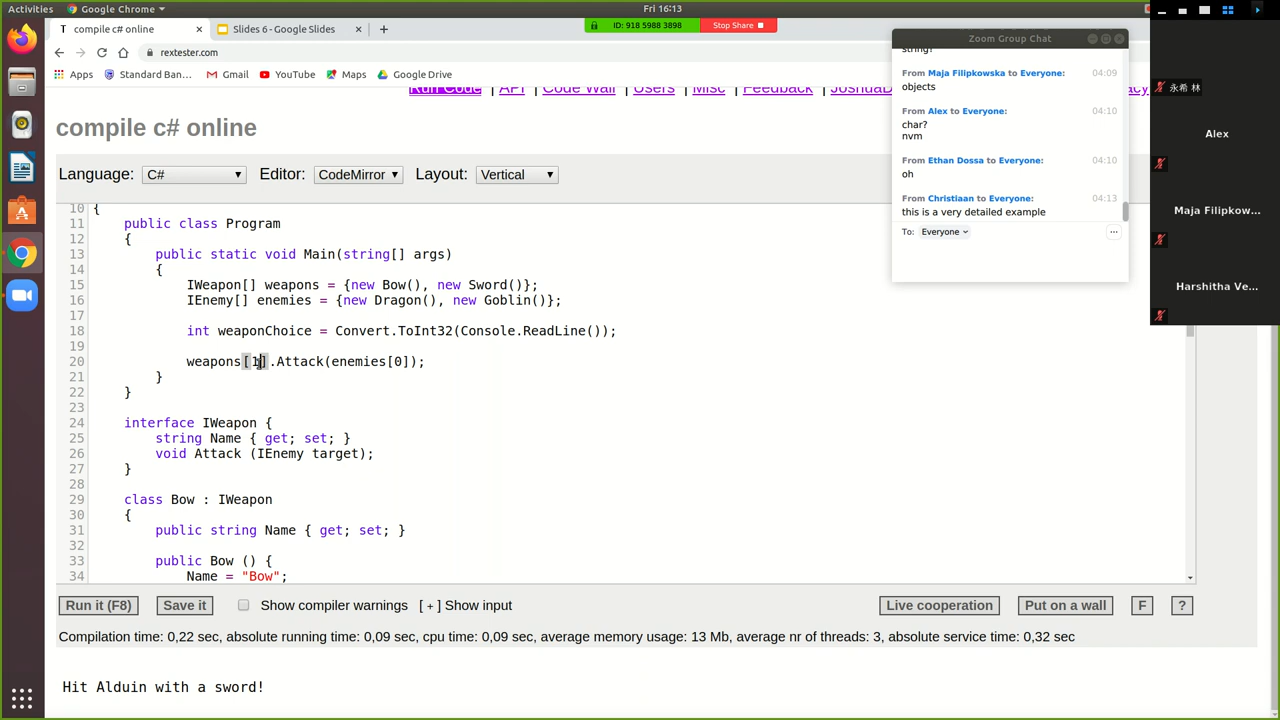 Activities
Google Chrome
Fri 16:13
compile c# online
Slides 6 - Google Slides
ID: 918 5988 3898
Stop Share
rextester.com
Apps
Standard Ban...
Gmail
YouTube
Maps
Google Drive
Run Code | API | Code Wall | Users | Misc | Feedback |
compile c# online
Language: C# Editor: CodeMirror Layout: Vertical
10 {
11 public class Program
12 {
13 public static void Main(string[] args)
14 {
15 IWeapon[] weapons = {new Bow(), new Sword()};
16 IEnemy[] enemies = {new Dragon(), new Goblin()};
17
18 int weaponChoice = Convert.ToInt32(Console.ReadLine());
19
20 weapons[1].Attack(enemies[0]);
21 }
22 }
23
24 interface IWeapon {
25 string Name { get; set; }
26 void Attack (IEnemy target);
27 }
28
29 class Bow : IWeapon
30 {
31 public string Name { get; set; }
32
33 public Bow () {
34 Name = "Bow";
Run it (F8)
Save it
Show compiler warnings
[ + ] Show input
Live cooperation
Put on a wall
F
?
Compilation time: 0,22 sec, absolute running time: 0,09 sec, cpu time: 0,09 sec, average memory usage: 13 Mb, average nr of threads: 3, absolute service time: 0,32 sec
Hit Alduin with a sword!
Zoom Group Chat
string?
From Maja Filipkowska to Everyone: 04:09
objects
From Alex to Everyone: 04:10
char?
nvm
From Ethan Dossa to Everyone: 04:10
oh
From Christiaan to Everyone: 04:13
this is a very detailed example
To: Everyone
...
永希 林
Alex
Maja Filipkow...
Harshitha Ve...